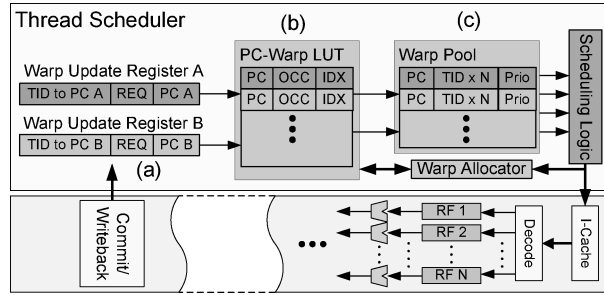 Thread Scheduler
(b)
(c)
Warp Update Register A
TID to PC A REQ PC A
Warp Update Register B
TID to PC B REQ PC B
(a)
PC-Warp LUT
PC OCC IDX
PC OCC IDX
Warp Pool
PC TID x N Prio
PC TID x N Prio
Scheduling Logic
Warp Allocator
Commit/
Writeback
RF 1
RF 2
RF N
Decode
I-Cache